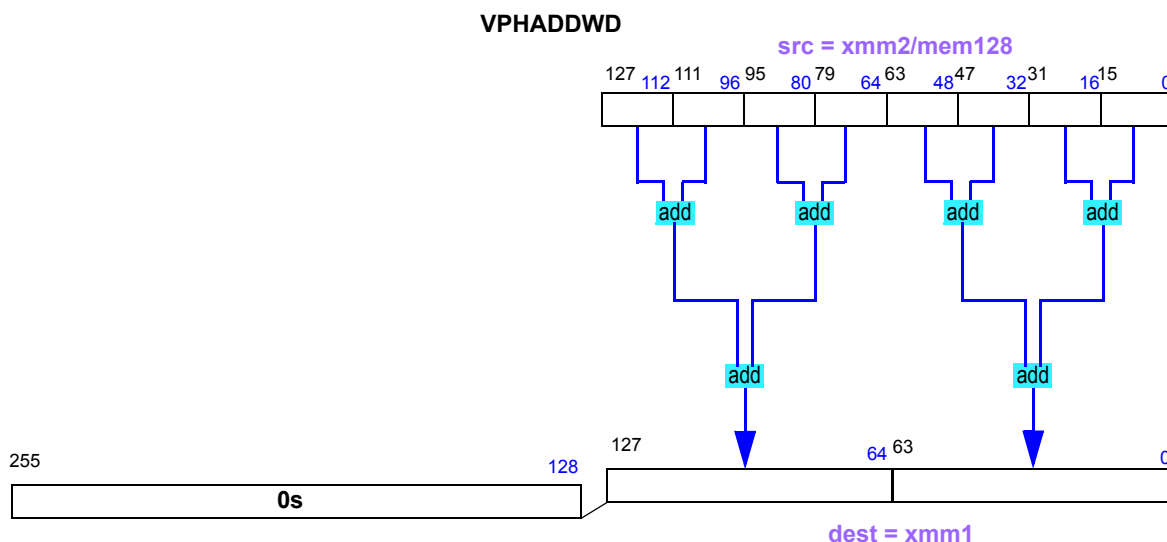 VPHADDWD
src = xmm2/mem128
127 112 111 96 95 80 79 64 63 48 47 32 31 16 15 0
add add add add
add add
255 128 127 64 63 0
0s
dest = xmm1